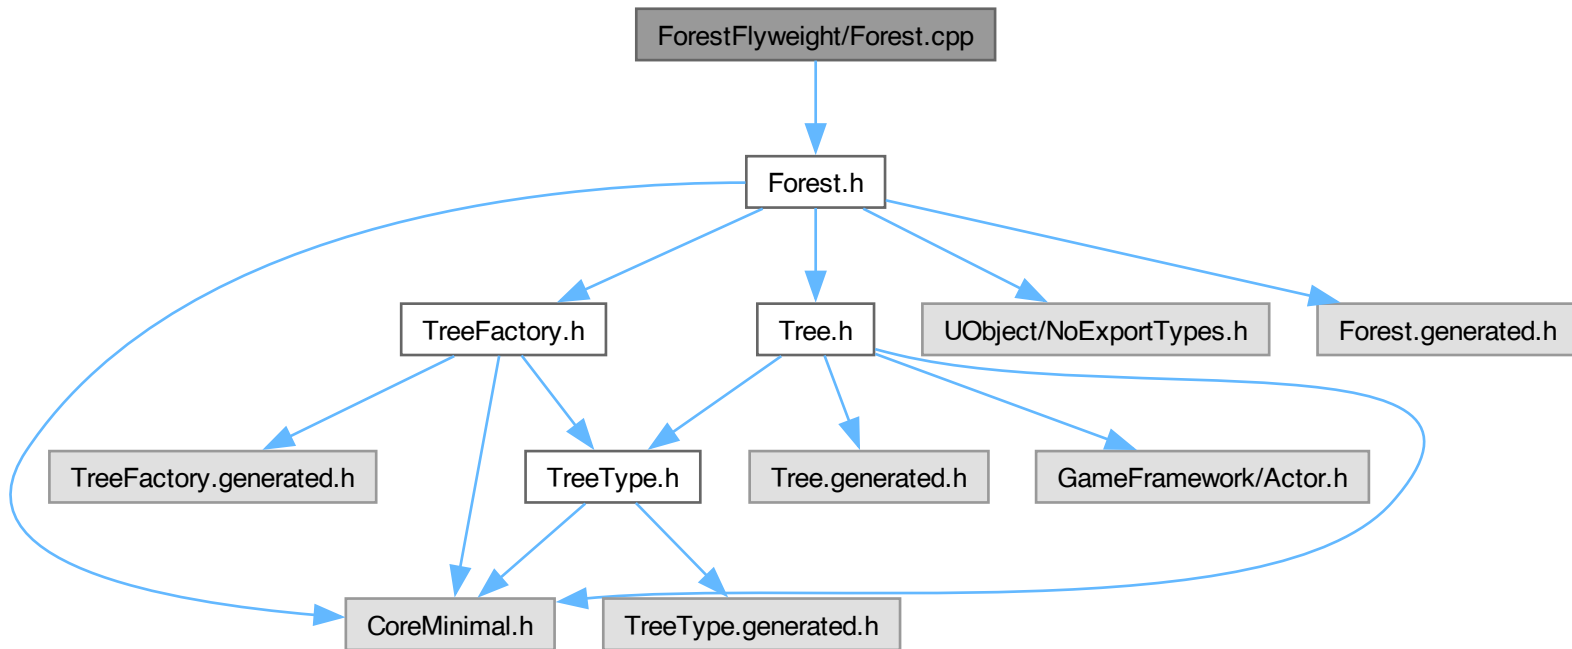 ForestFlyweight/Forest.cpp
Forest.h
TreeFactory.h
Tree.h
UObject/NoExportTypes.h
Forest.generated.h
TreeFactory.generated.h
TreeType.h
Tree.generated.h
GameFramework/Actor.h
CoreMinimal.h
TreeType.generated.h